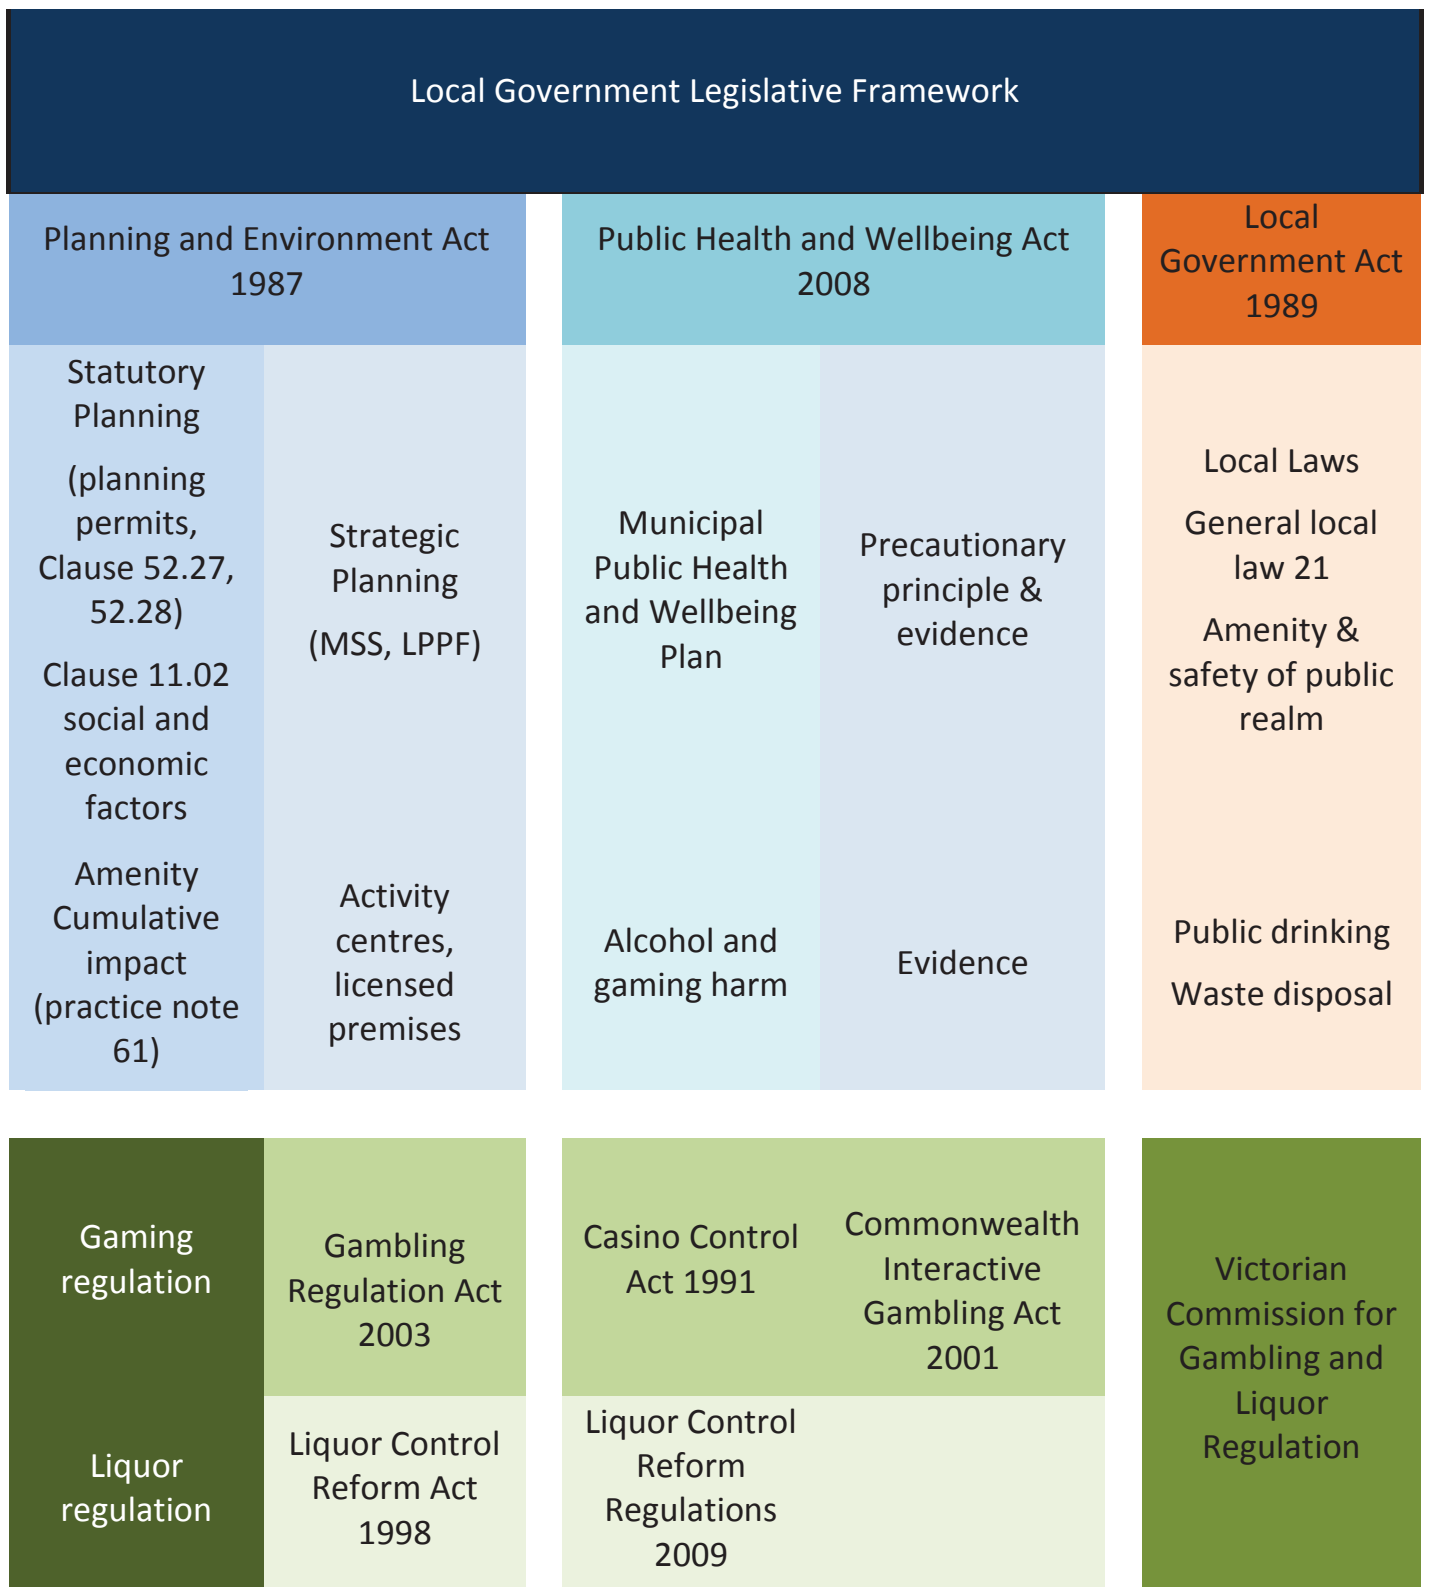 Local Government Legislative Framework
Planning and Environment Act
1987
Public Health and Wellbeing Act
2008
Local
Government Act
1989
Statutory
Planning
(planning
permits,
Clause 52.27,
52.28)
Clause 11.02
social and
economic
factors
Strategic
Planning
(MSS, LPPF)
Municipal
Public Health
and Wellbeing
Plan
Precautionary
principle &
evidence
Local Laws
General local
law 21
Amenity &
safety of public
realm
Amenity
Cumulative
impact
(practice note
61)
Activity
centres,
licensed
premises
Alcohol and
gaming harm
Evidence
Public drinking
Waste disposal
Gaming
regulation
Gambling
Regulation Act
2003
Casino Control
Act 1991
Commonwealth
Interactive
Gambling Act
2001
Victorian
Commission for
Gambling and
Liquor
Regulation
Liquor
regulation
Liquor Control
Reform Act
1998
Liquor Control
Reform
Regulations
2009